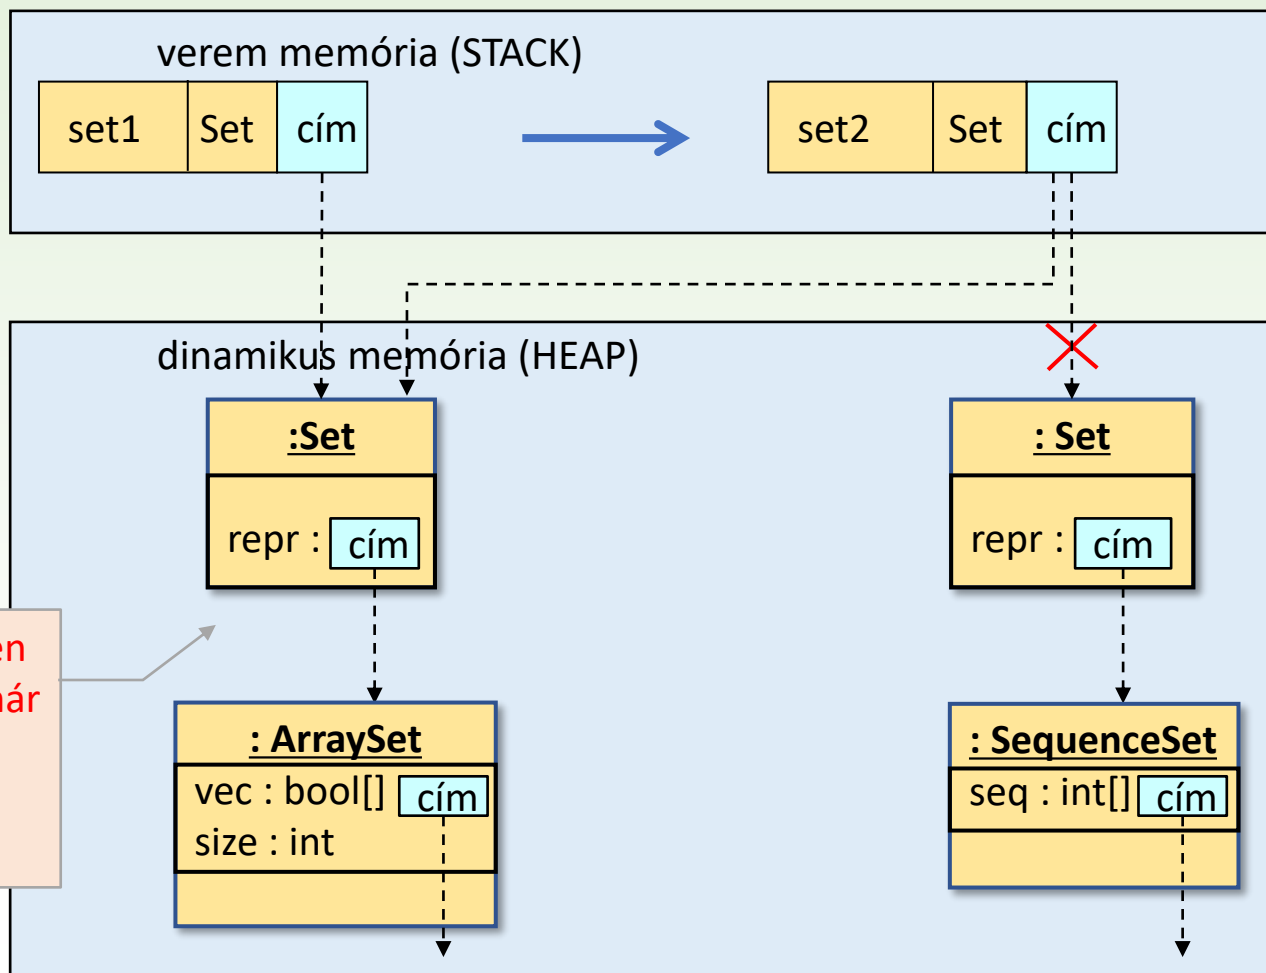 verem memória (STACK)
set1 Set cím
set2 Set cím
dinamikus memória (HEAP)
:Set
repr : cím
: Set
repr : cím
: ArraySet
vec : bool[] cím
size : int
: SequenceSet
seq : int[] cím